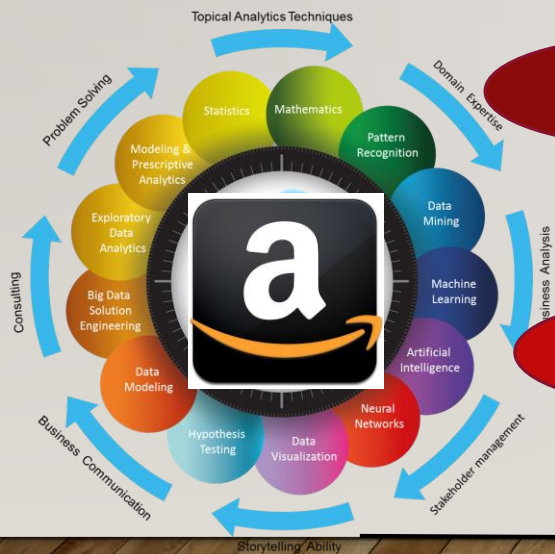 Topical Analytics Techniques
Domain Expertise
Problem Solving
Statistics
Mathematics
Pattern
Recognition
Modeling &
Prescriptive
Analytics
Data
Mining
Exploratory
Data
Analytics
Consulting
Business Analysis
Big Data
Solution
Engineering
Machine
Learning
a
Artificial
Intelligence
Data
Modeling
Neural
Networks
Hypothesis
Testing
Data
Visualization
Business Communication
Stakeholder management
Storytelling Ability